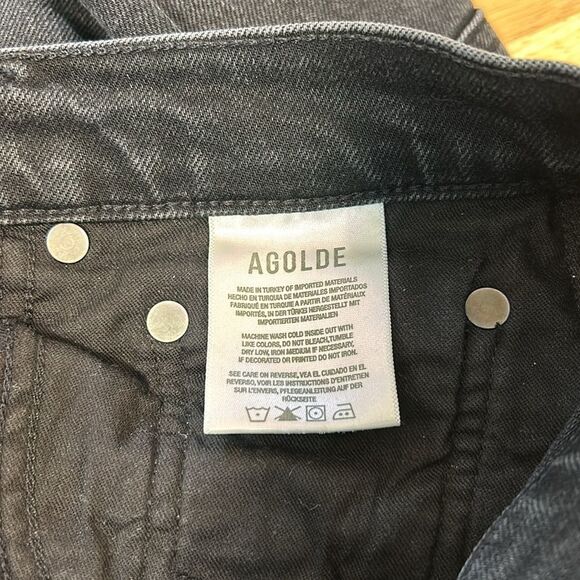 AGOLDE
MADE IN TURKEY OF IMPORTED MATERIALS
HECHO EN TURQUIA DE MATERIALES IMPORTADOS
FABRIQUÉ EN TURQUIE A PARTIR DE MATÉRIAUX
IMPORTÉS, IN DER TÜRKEI HERGESTELLT MIT
IMPORTIERTEN MATERIALIEN
MACHINE WASH COLD INSIDE OUT WITH
LIKE COLORS, DO NOT BLEACH,TUMBLE
DRY LOW, IRON MEDIUM IF NECESSARY,
IF DECORATED OR PRINTED DO NOT IRON.
SEE CARE ON REVERSE, VEA EL CUIDADO EN EL
REVERSO, VOIR LES INSTRUCTIONS D'ENTRETIEN
SUR L'ENVERS, PFLEGEANLEITUNG AUF DER
RÜCKSEITE